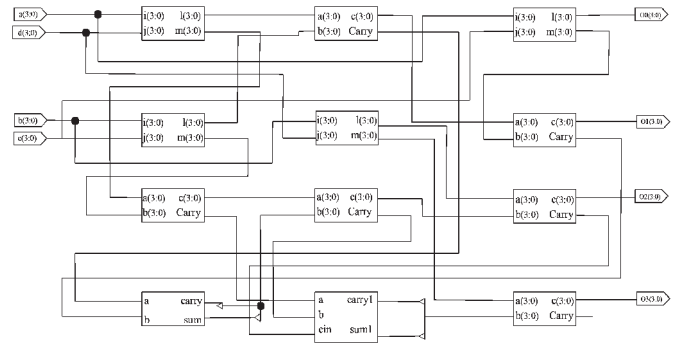 a(3:0) i(3:0) l(3:0) a(3:0) c(3:0) i(3:0) l(3:0) O0(3:0)
d(3:0) j(3:0) m(3:0) b(3:0) Carry j(3:0) m(3:0)
b(3:0) i(3:0) l(3:0) i(3:0) l(3:0) a(3:0) c(3:0) O1(3:0)
c(3:0) j(3:0) m(3:0) j(3:0) m(3:0) b(3:0) Carry
a(3:0) c(3:0) a(3:0) c(3:0) a(3:0) c(3:0) O2(3:0)
b(3:0) Carry b(3:0) Carry b(3:0) Carry
a carry a carry1 a(3:0) c(3:0) O3(3:0)
b sum b b(3:0) Carry
cin sum1